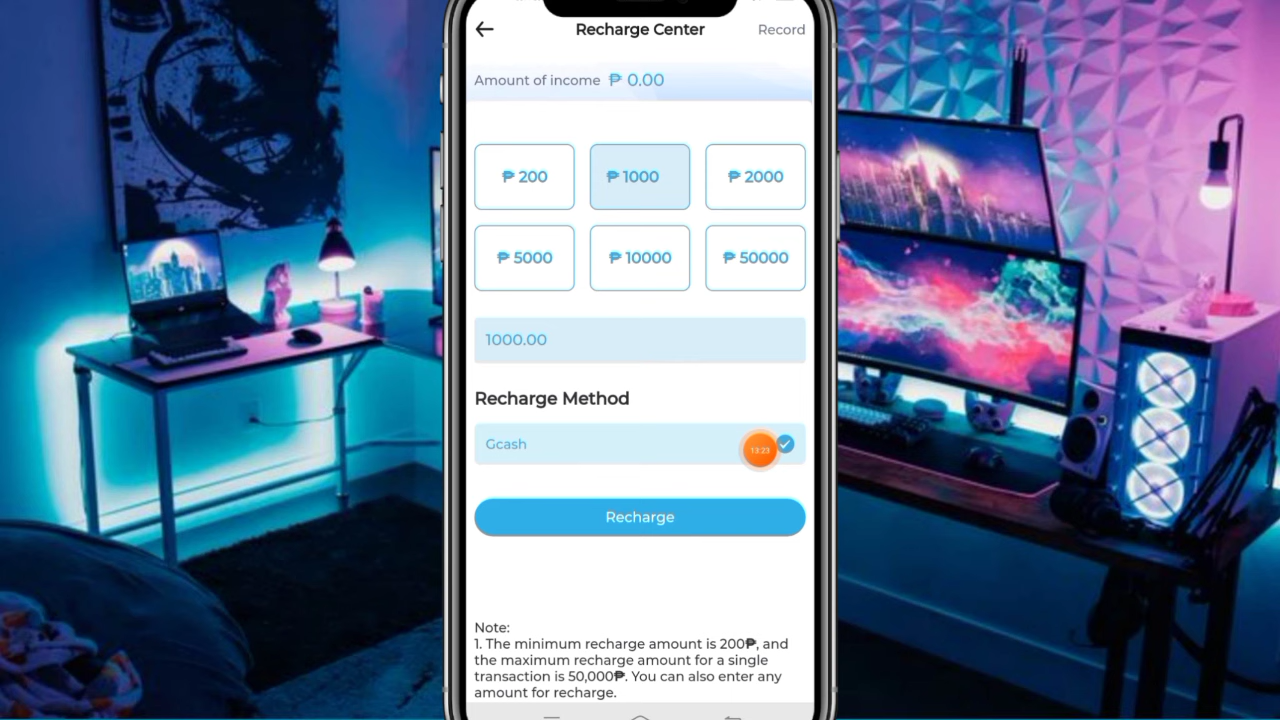 Recharge Center
Record
Amount of income ₱ 0.00
₱ 200
₱ 1000
₱ 2000
₱ 5000
₱ 10000
₱ 50000
1000.00
Recharge Method
Gcash
13:23
Recharge
Note:
1. The minimum recharge amount is 200₱, and
the maximum recharge amount for a single
transaction is 50,000₱. You can also enter any
amount for recharge.